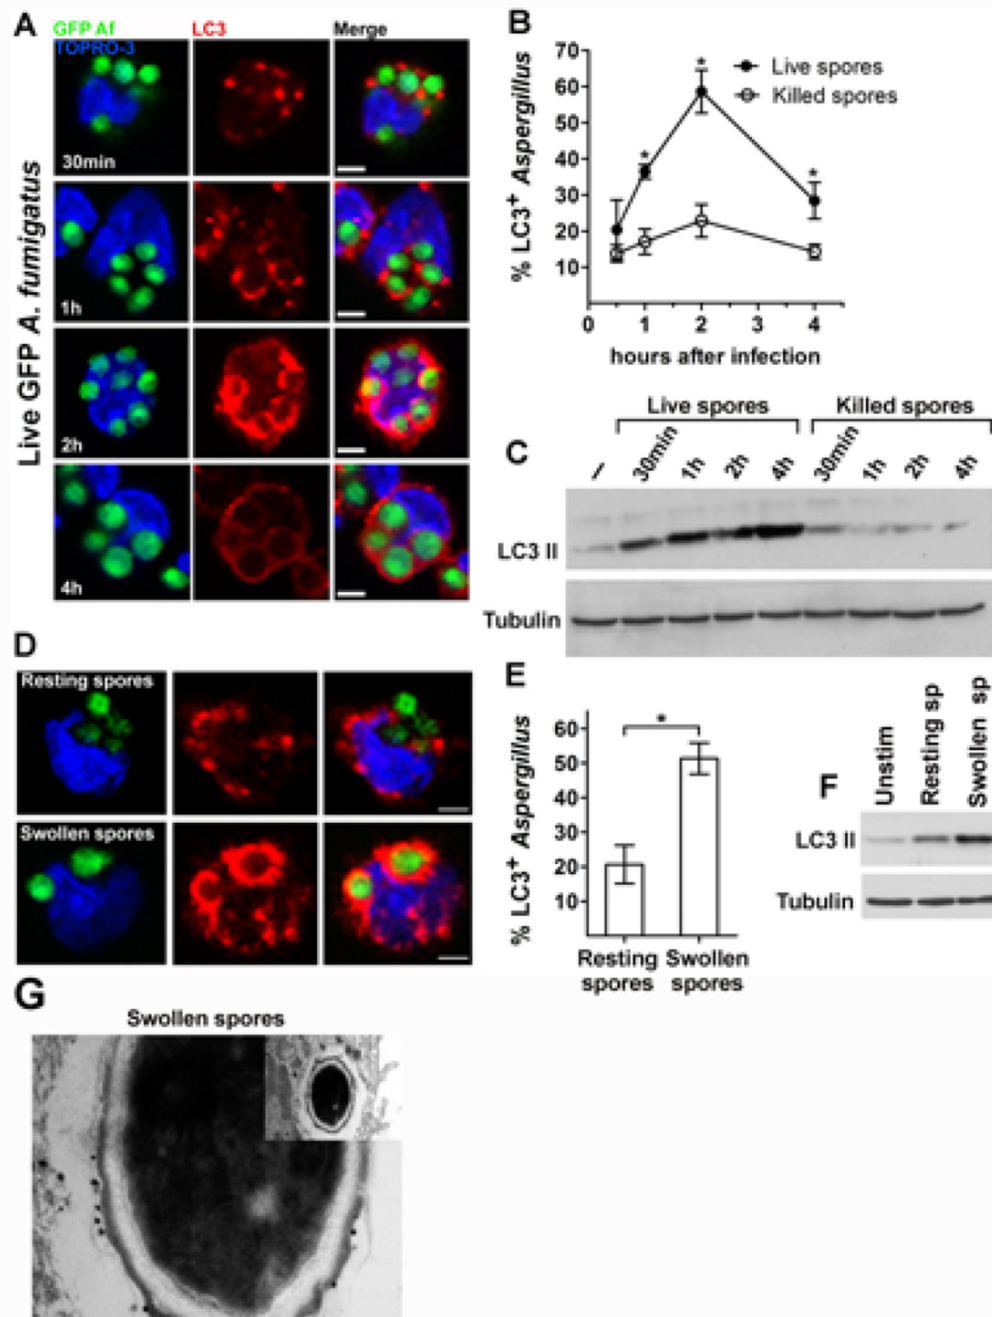 A
GFP Af
TOPRO-3
LC3
Merge
Live GFP A. fumigatus
30min
1h
2h
4h
B
% LC3+ Aspergillus
70
60
50
40
30
20
10
* * *
Live spores
Killed spores
0 1 2 3 4
hours after infection
C
Live spores Killed spores
– 30min 1h 2h 4h 30min 1h 2h 4h
LC3 II
Tubulin
D
Resting spores
Swollen spores
E
% LC3+ Aspergillus
60
50
40
30
20
10
*
Resting spores
Swollen spores
F
Unstim Resting sp Swollen sp
LC3 II
Tubulin
G
Swollen spores